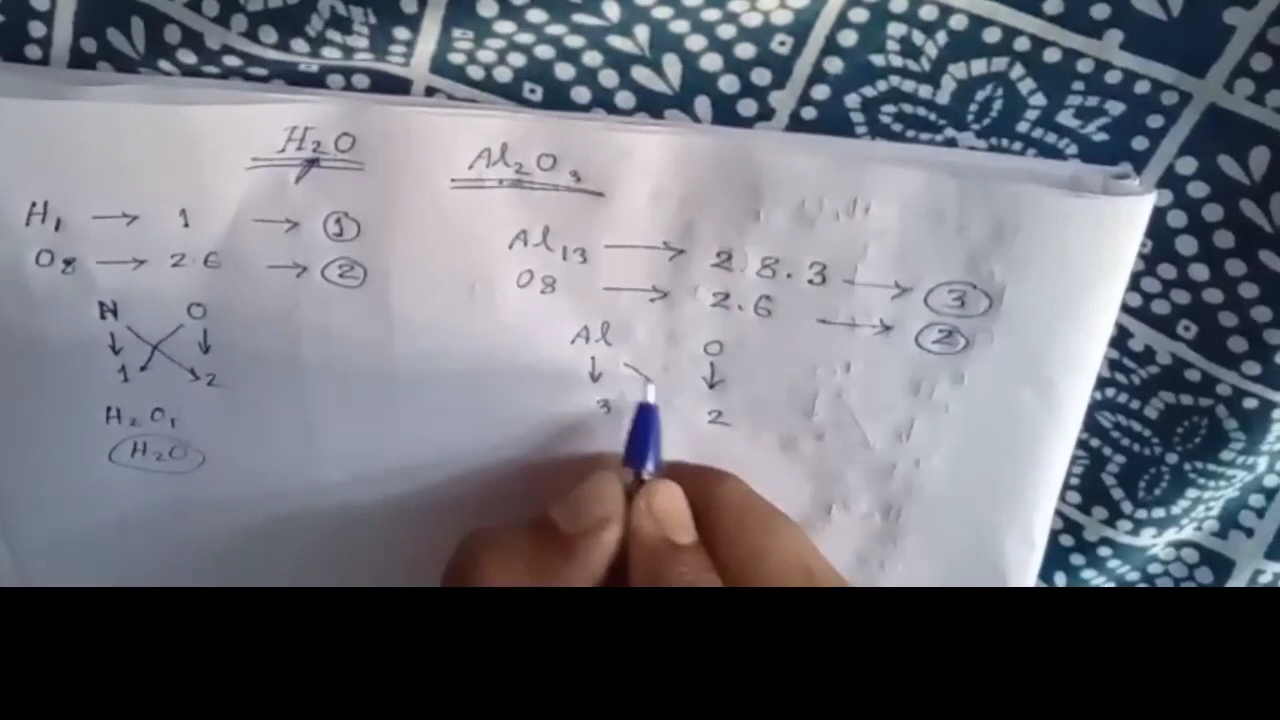 H₂O
H₁ → 1 → ①
O₈ → 2.6 → ②
N O
↓ ↓
1 2
H₂O₁
H₂O
Al₂O₃
Al₁₃ → 2.8.3 → ③
O8 → 2.6 → ②
Al O
↓ ↓
3 2